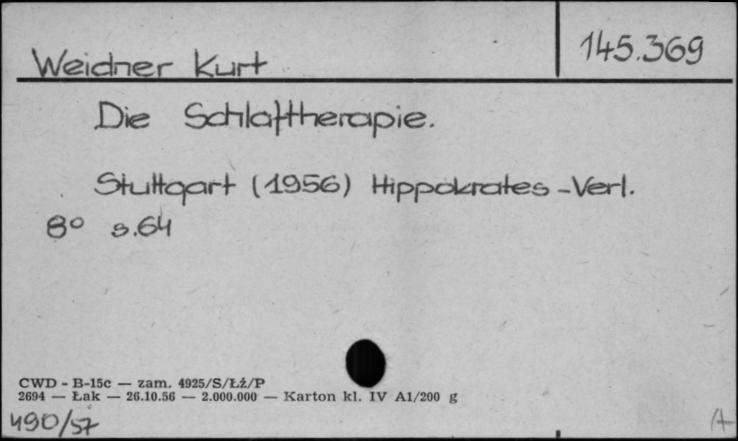 Weidner Kurt
145.369
Die Schlaftherapie.
Stuttgart (1956) Hippokrates-Verl.
8° s.64
CWD - B-15c — zam. 4925/S/Łż/P
2694 — Łak — 26.10.56 — 2.000.000 — Karton kl. IV A1/200 g
490/57